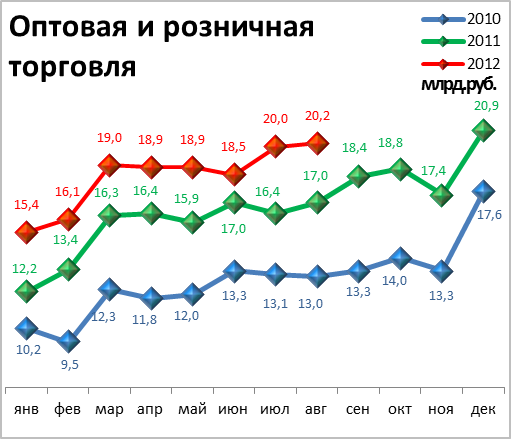 Оптовая и розничная
торговля
2010
2011
2012
млрд.руб.
20,9
20,0 20,2
19,0 18,9 18,9 18,5
18,4 18,8
17,4
17,6
15,4 16,1
16,3 16,4 15,9 17,0 16,4 17,0
12,2 13,4
12,3 11,8 12,0 13,3 13,1 13,0 13,3 14,0 13,3
10,2 9,5
янв фев мар апр май июн июл авг сен окт ноя дек